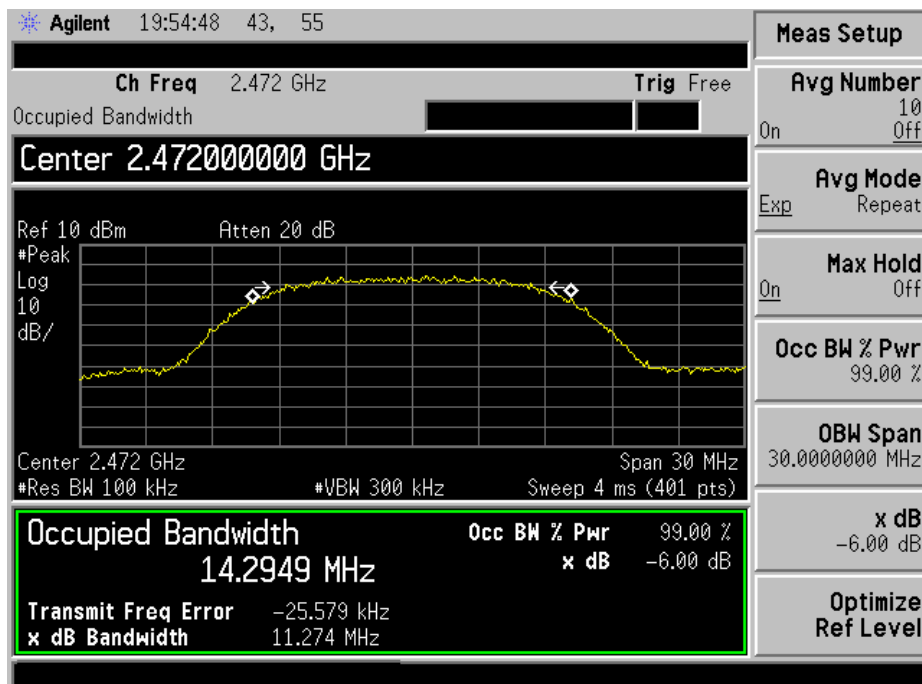 Agilent 19:54:48 43, 55
Ch Freq 2.472 GHz Trig Free
Occupied Bandwidth
Center 2.472000000 GHz
Ref 10 dBm Atten 20 dB
#Peak
Log
10
dB/
Center 2.472 GHz Span 30 MHz
#Res BW 100 kHz #VBW 300 kHz Sweep 4 ms (401 pts)
Occupied Bandwidth Occ BW % Pwr 99.00 %
14.2949 MHz x dB -6.00 dB
Transmit Freq Error -25.579 kHz
x dB Bandwidth 11.274 MHz
Meas Setup
Avg Number
10
On Off
Avg Mode
Exp Repeat
Max Hold
On Off
Occ BW % Pwr
99.00 %
OBW Span
30.0000000 MHz
x dB
-6.00 dB
Optimize
Ref Level